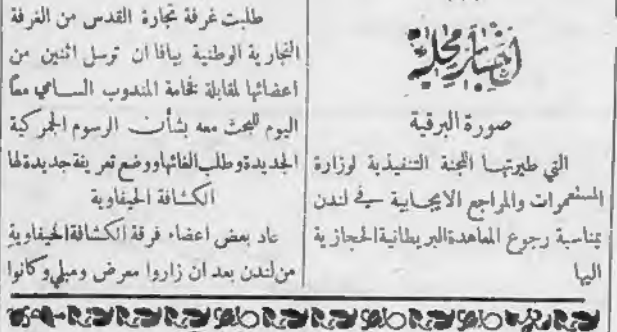 اخبار محلية
صورة البرقية
التي طيرتها اللجنة التنفيذية لوزارة
المستعمرات والمراجع الايجابية في لندن
بمناسبة رجوع المعاهدة البريطانية الحجازية
اليها
طلبت غرفة تجارة القدس من الغرفة
التجارية الوطنية بيافا ان ترسل اثنين من
اعضائها لمقابلة فخامة المندوب السامي معاً
اليوم للبحث معه بشأن الرسوم الجمركية
الجديدة وطلب الغائها ووضع تعريفة جديدة لها
الكشافة الحيفاوية
عاد بعض اعضاء فرقة الكشافة الحيفاوية
من لندن بعد ان زاروا معرض ومبلي وكانوا